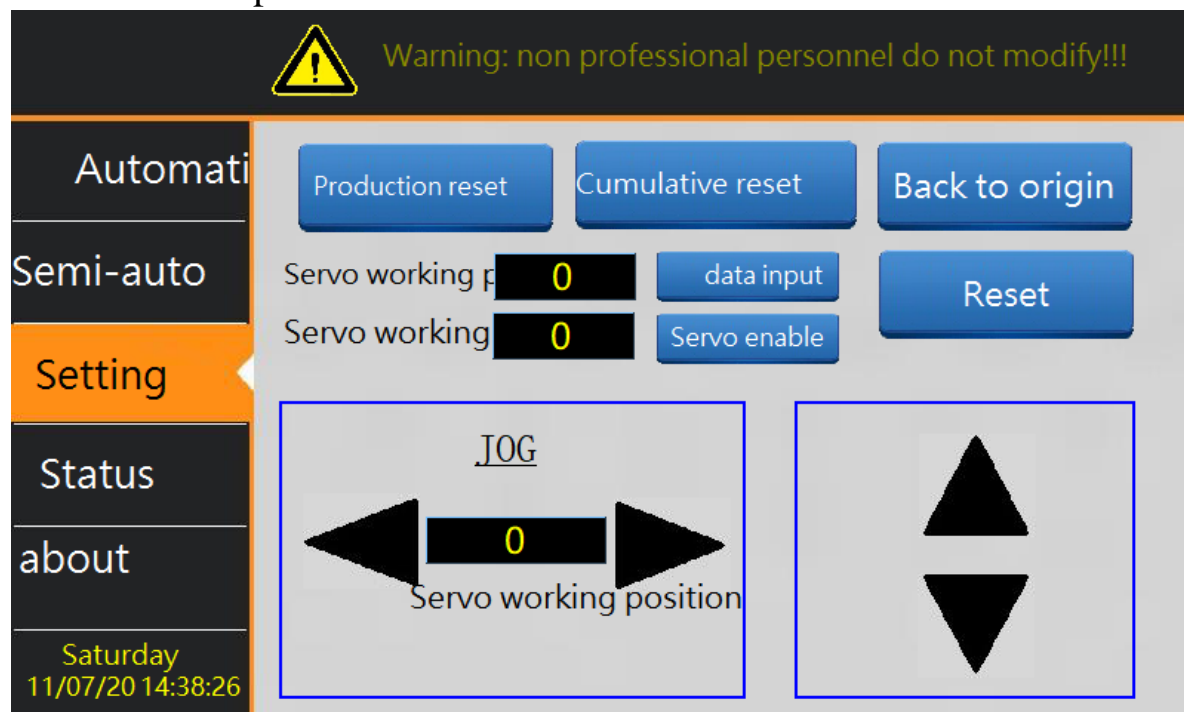 Warning: non professional personnel do not modify!!!
Automati
Semi-auto
Setting
Status
about
Saturday
11/07/20 14:38:26
Production reset
Cumulative reset
Back to origin
Servo working p
0
data input
Reset
Servo working
0
Servo enable
JOG
0
Servo working position